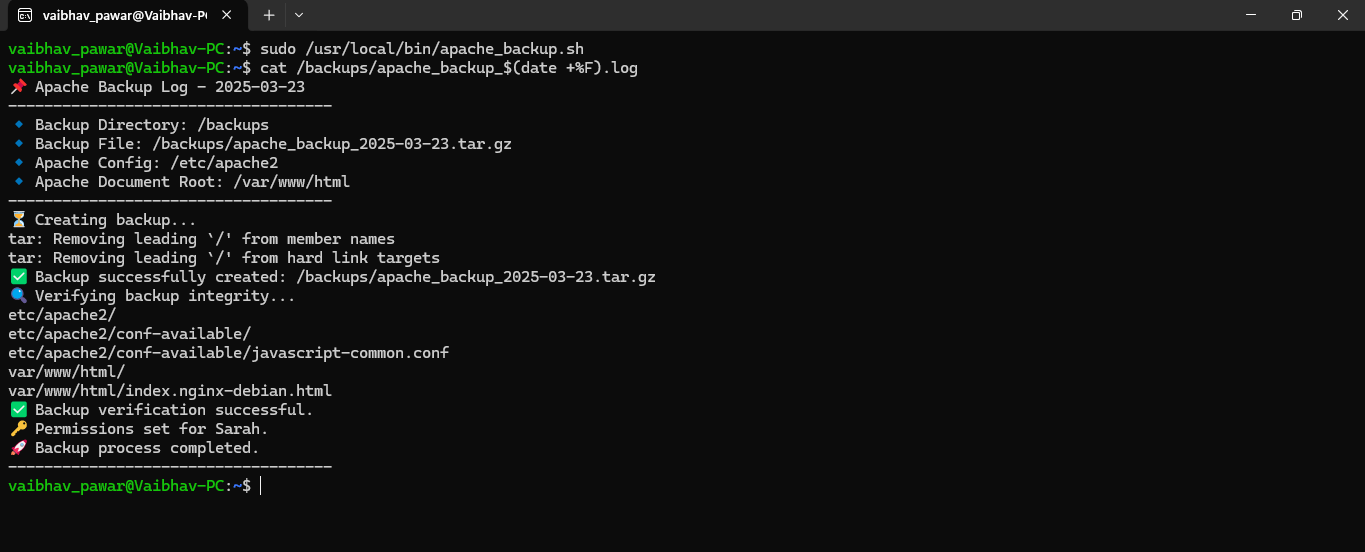 vaibhav_pawar@Vaibhav-P
vaibhav_pawar@Vaibhav-PC:~$ sudo /usr/local/bin/apache_backup.sh
vaibhav_pawar@Vaibhav-PC:~$ cat /backups/apache_backup_$(date +%F).log
📌 Apache Backup Log - 2025-03-23
------------------------------------
🔹 Backup Directory: /backups
🔹 Backup File: /backups/apache_backup_2025-03-23.tar.gz
🔹 Apache Config: /etc/apache2
🔹 Apache Document Root: /var/www/html
------------------------------------
⏳ Creating backup...
tar: Removing leading `/' from member names
tar: Removing leading `/' from hard link targets
✅ Backup successfully created: /backups/apache_backup_2025-03-23.tar.gz
🔍 Verifying backup integrity...
etc/apache2/
etc/apache2/conf-available/
etc/apache2/conf-available/javascript-common.conf
var/www/html/
var/www/html/index.nginx-debian.html
✅ Backup verification successful.
🔑 Permissions set for Sarah.
🚀 Backup process completed.
------------------------------------
vaibhav_pawar@Vaibhav-PC:~$